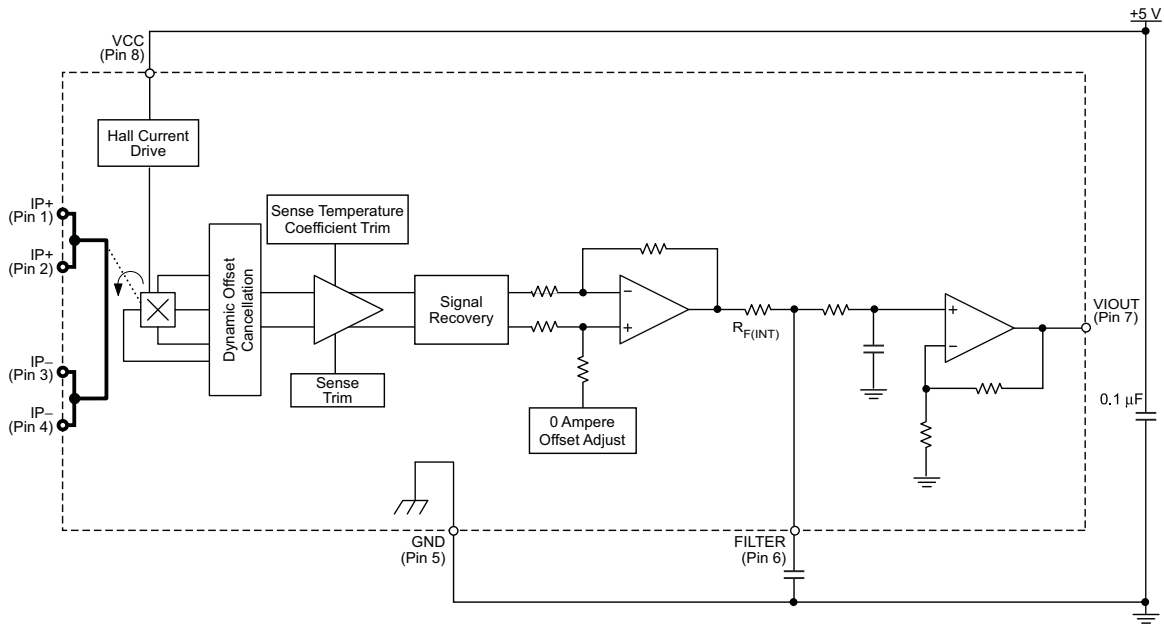 +5 V
VCC
(Pin 8)
Hall Current
Drive
IP+
(Pin 1)
IP+
(Pin 2)
IP–
(Pin 3)
IP–
(Pin 4)
Dynamic Offset
Cancellation
Sense Temperature
Coefficient Trim
Sense
Trim
Signal
Recovery
0 Ampere
Offset Adjust
–
+
RF(INT)
+
–
VIOUT
(Pin 7)
0.1 μF
GND
(Pin 5)
FILTER
(Pin 6)